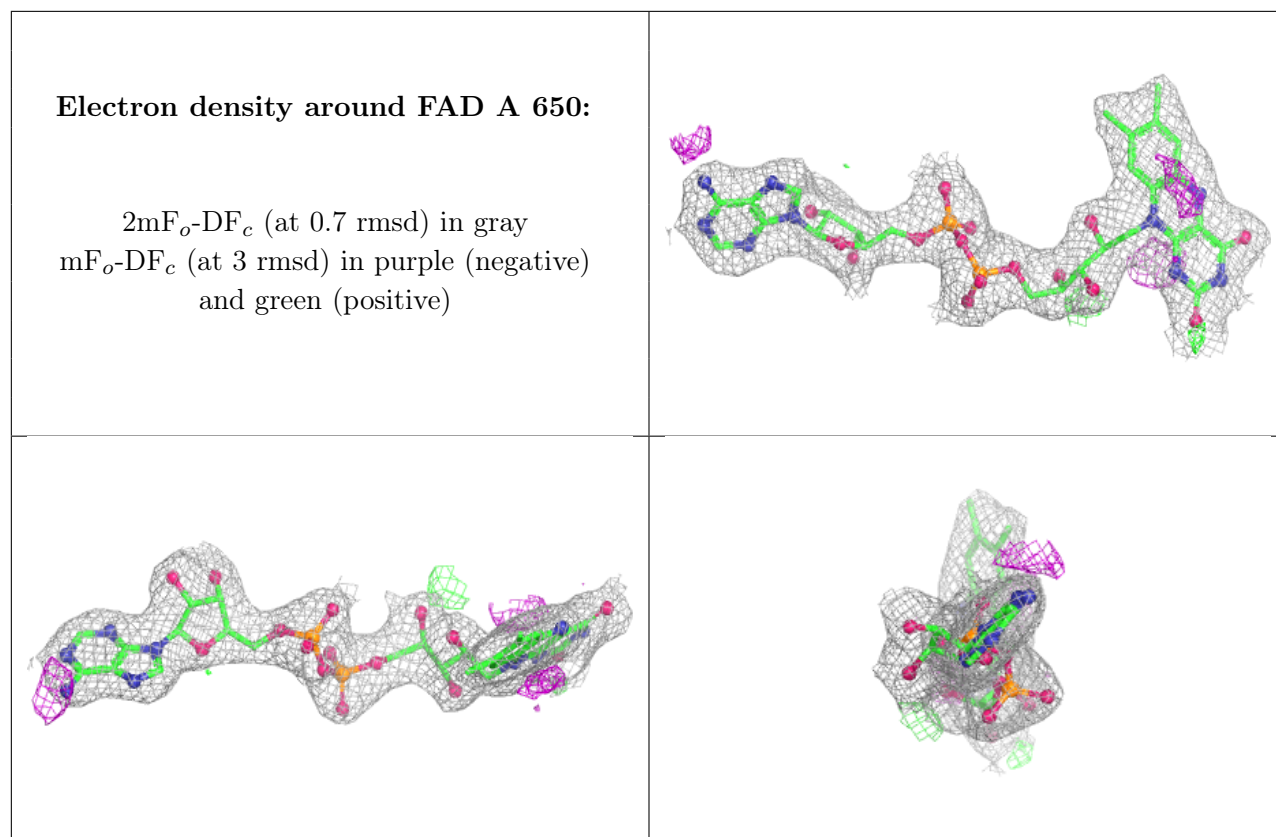 Electron density around FAD A 650:
2mFₒ-DF𝒸 (at 0.7 rmsd) in gray
mFₒ-DF𝒸 (at 3 rmsd) in purple (negative)
and green (positive)